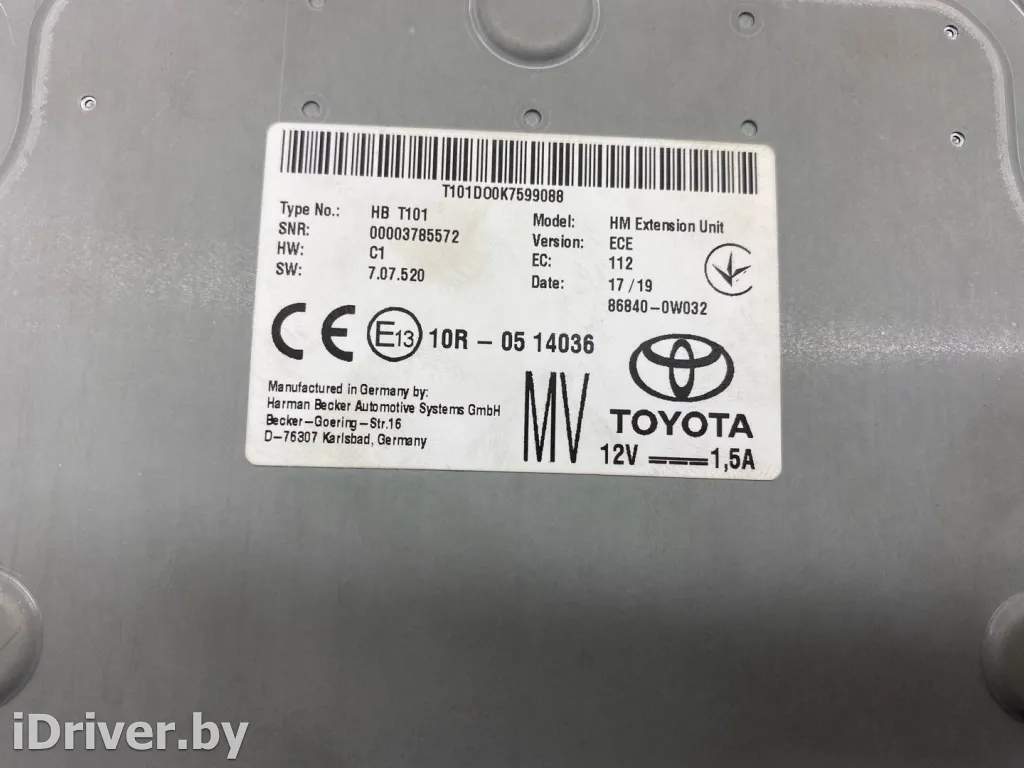 T101D00K7599088
Type No.: HB T101
SNR: 00003785572
HW: C1
SW: 7.07.520
Model: HM Extension Unit
Version: ECE
EC: 112
Date: 17/19
86840-0W032
CE E13 10R - 05 14036
Manufactured in Germany by:
Harman Becker Automotive Systems GmbH
Becker-Goering-Str.16
D-76307 Karlsbad, Germany
MV
TOYOTA
12V 1,5A
iDriver.by